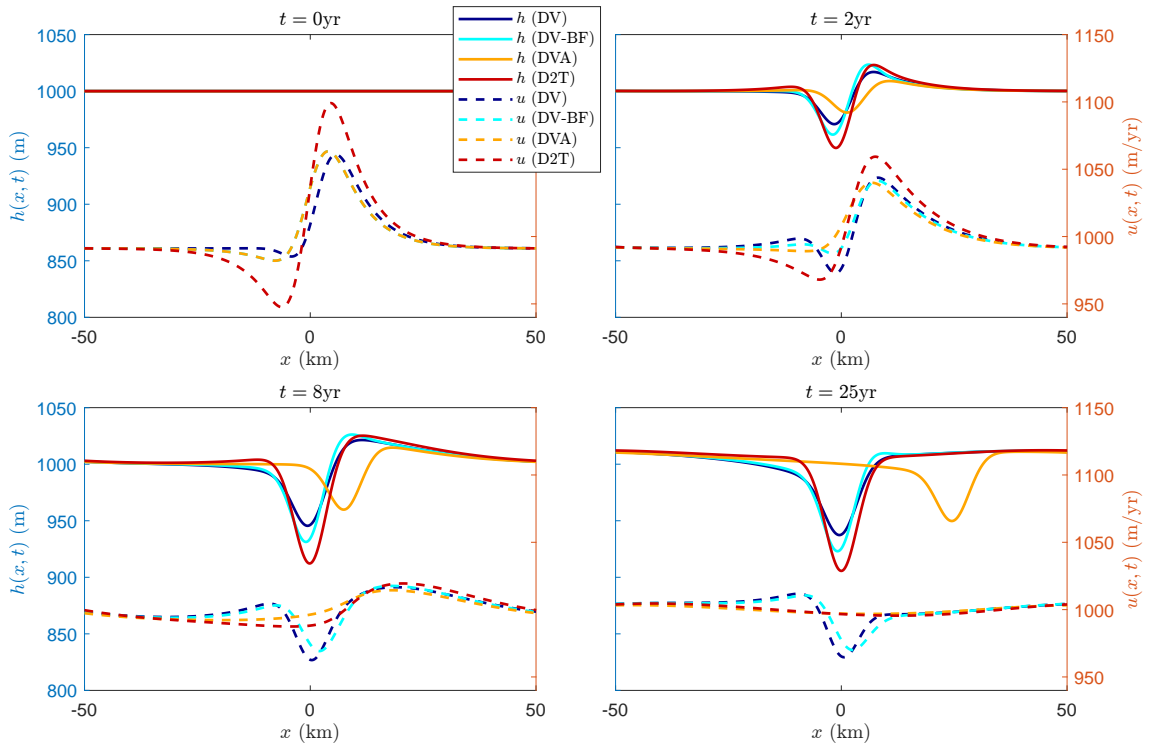 t = 0yr
t = 2yr
h (DV)
h (DV-BF)
h (DVA)
h (D2T)
u (DV)
u (DV-BF)
u (DVA)
u (D2T)
1050
1000
950
900
850
800
h(x, t) (m)
-50
0
50
x (km)
1150
1100
1050
1000
950
u(x, t) (m/yr)
-50
0
50
x (km)
t = 8yr
t = 25yr
1050
1000
950
900
850
800
h(x, t) (m)
-50
0
50
x (km)
1150
1100
1050
1000
950
u(x, t) (m/yr)
-50
0
50
x (km)